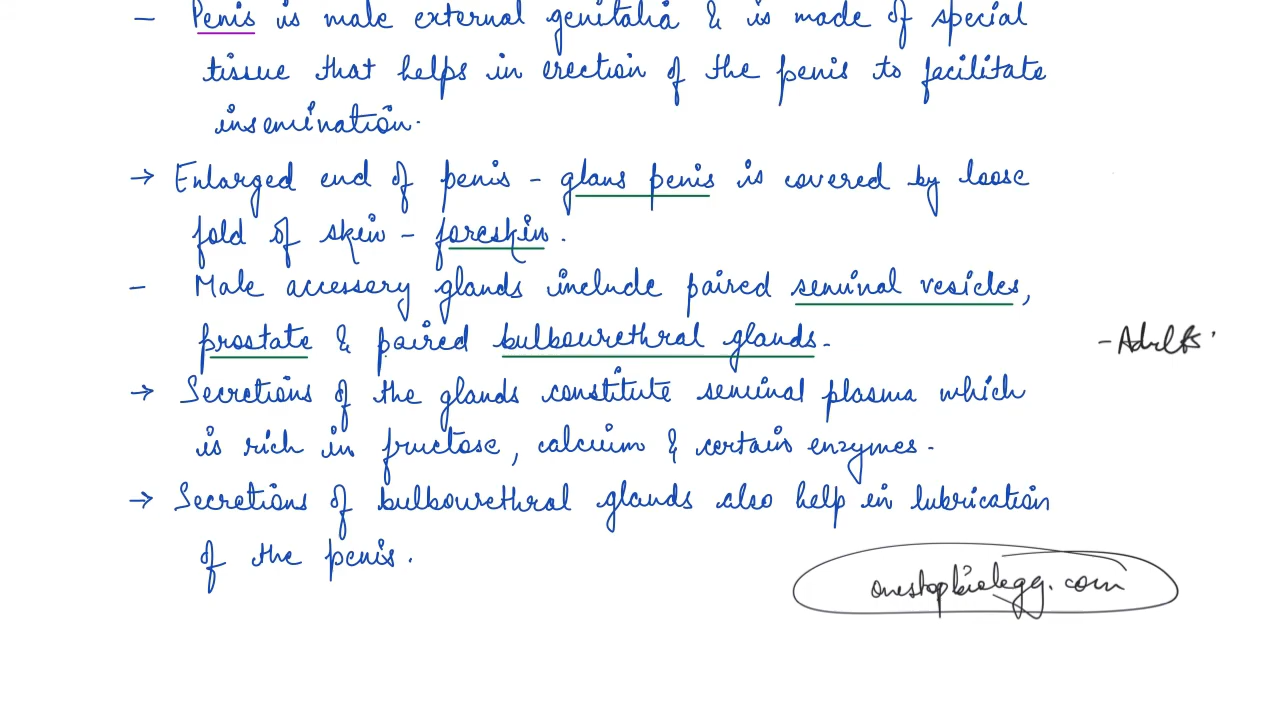 - Penis is male external genitalia & is made of special
tissue that helps in erection of the penis to facilitate
insemination.
→ Enlarged end of penis - glans penis is covered by loose
fold of skin - foreskin.
- Male accessory glands include paired seminal vesicles,
prostate & paired bulbourethral glands.
- Adults.
→ Secretions of the glands constitute seminal plasma which
is rich in fructose, calcium & certain enzymes.
→ Secretions of bulbourethral glands also help in lubrication
of the penis.
onestopbiology.com